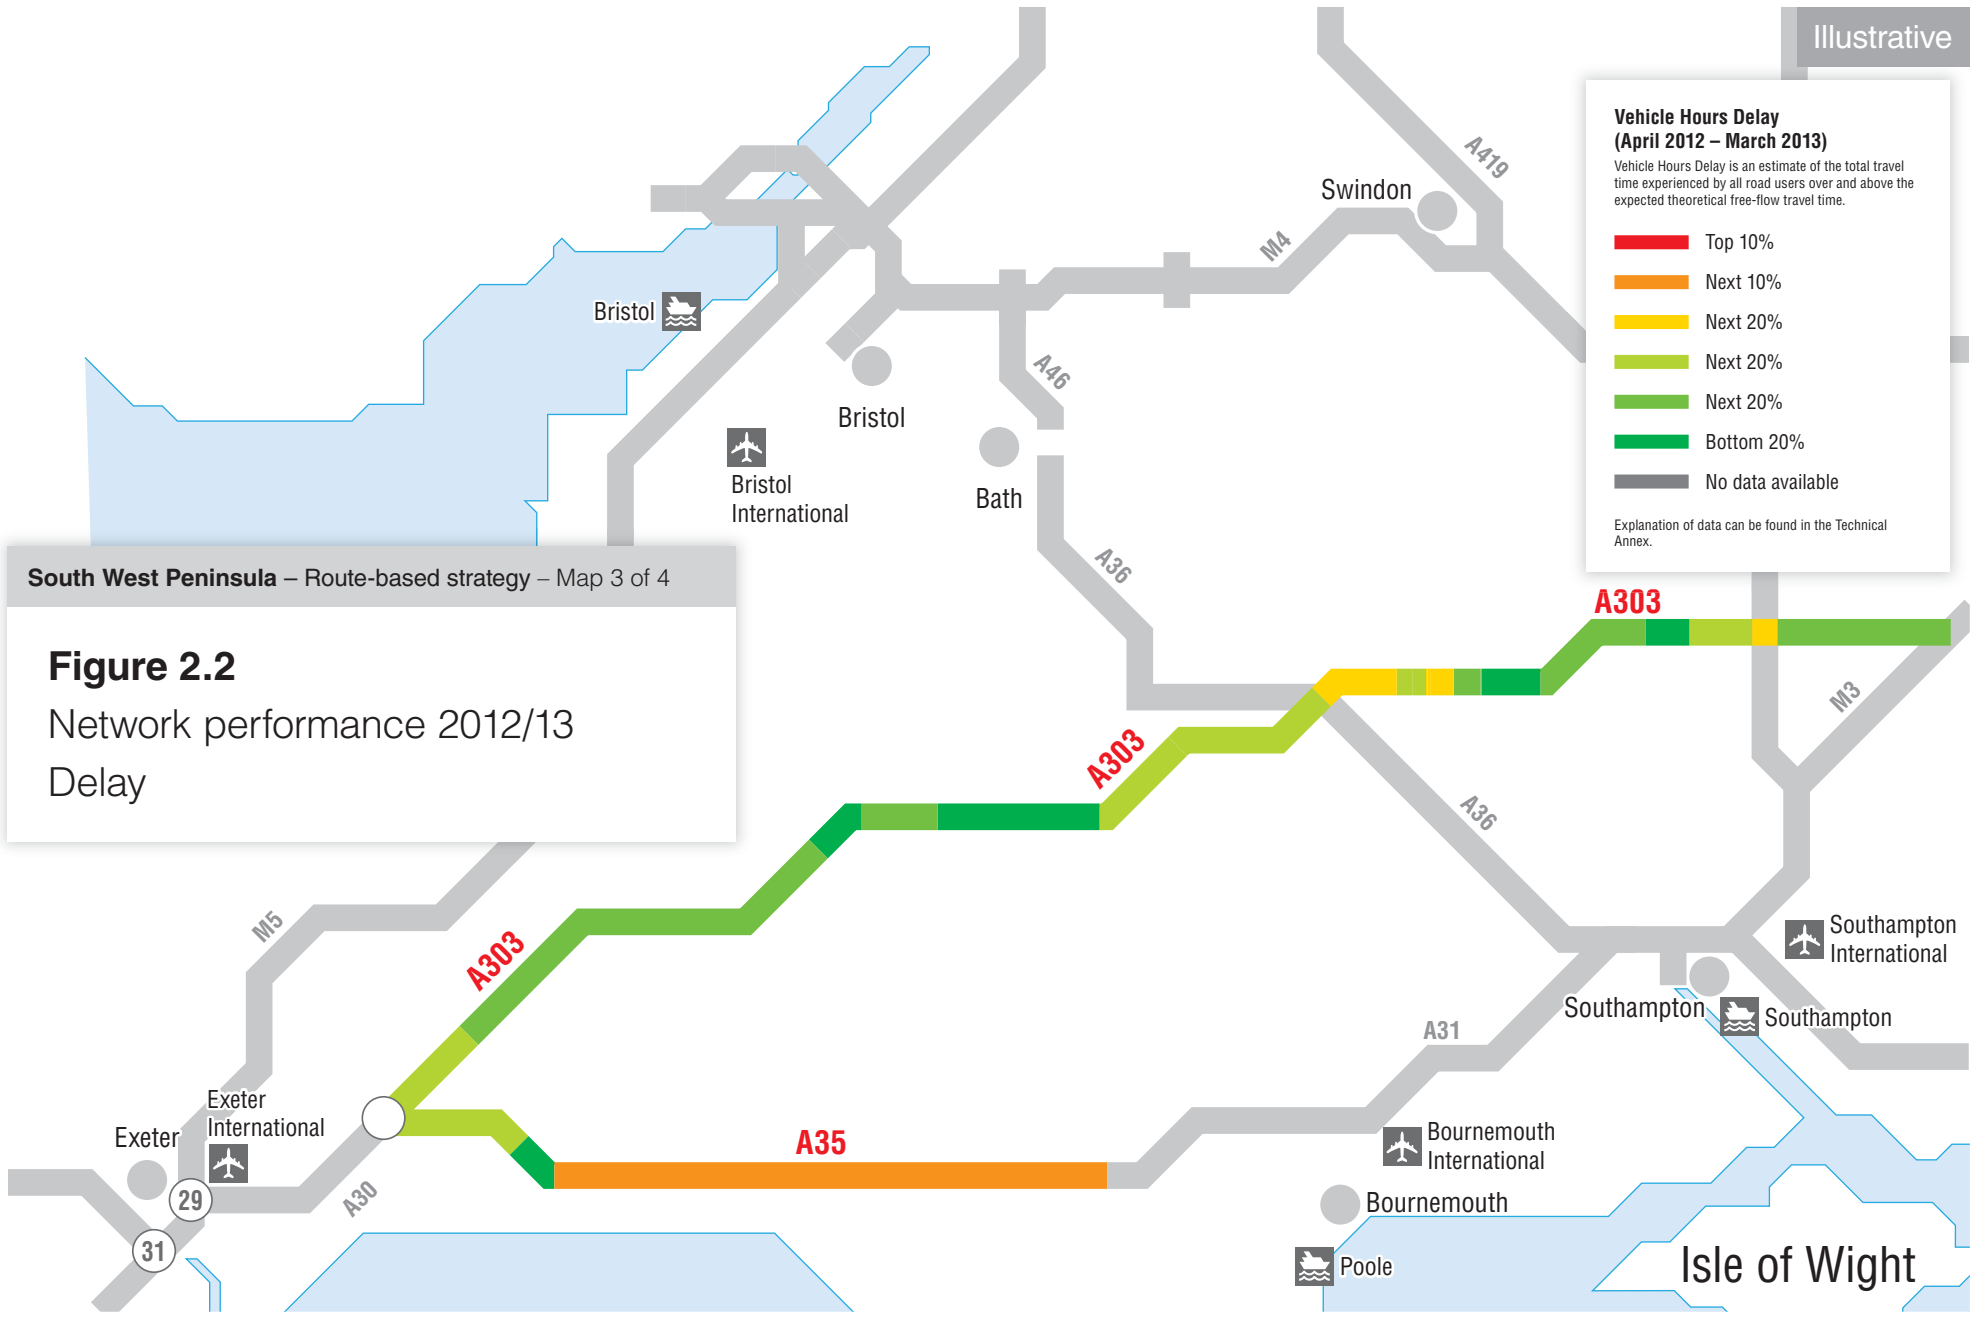 Illustrative
Vehicle Hours Delay
(April 2012 – March 2013)
Vehicle Hours Delay is an estimate of the total travel
time experienced by all road users over and above the
expected theoretical free-flow travel time.
Top 10%
Next 10%
Next 20%
Next 20%
Next 20%
Bottom 20%
No data available
Explanation of data can be found in the Technical
Annex.
A419
Swindon
M4
Bristol
A46
Bristol
Bristol
International
Bath
A36
South West Peninsula – Route-based strategy – Map 3 of 4
Figure 2.2
Network performance 2012/13
Delay
A303
M3
A303
A36
M5
A303
Southampton
International
Southampton
Southampton
A31
Exeter
International
Exeter
A35
Bournemouth
International
29
A30
Bournemouth
31
Poole
Isle of Wight